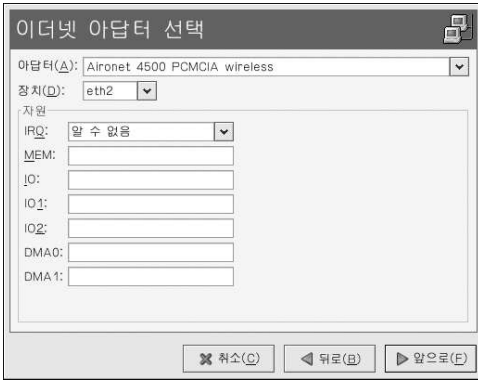 이더넷 아답터 선택
아답터(A): Aironet 4500 PCMCIA wireless
장치(D): eth2
자원
IRQ: 알 수 없음
MEM:
IO:
IO1:
IO2:
DMA0:
DMA1:
취소(C) 뒤로(B) 앞으로(F)